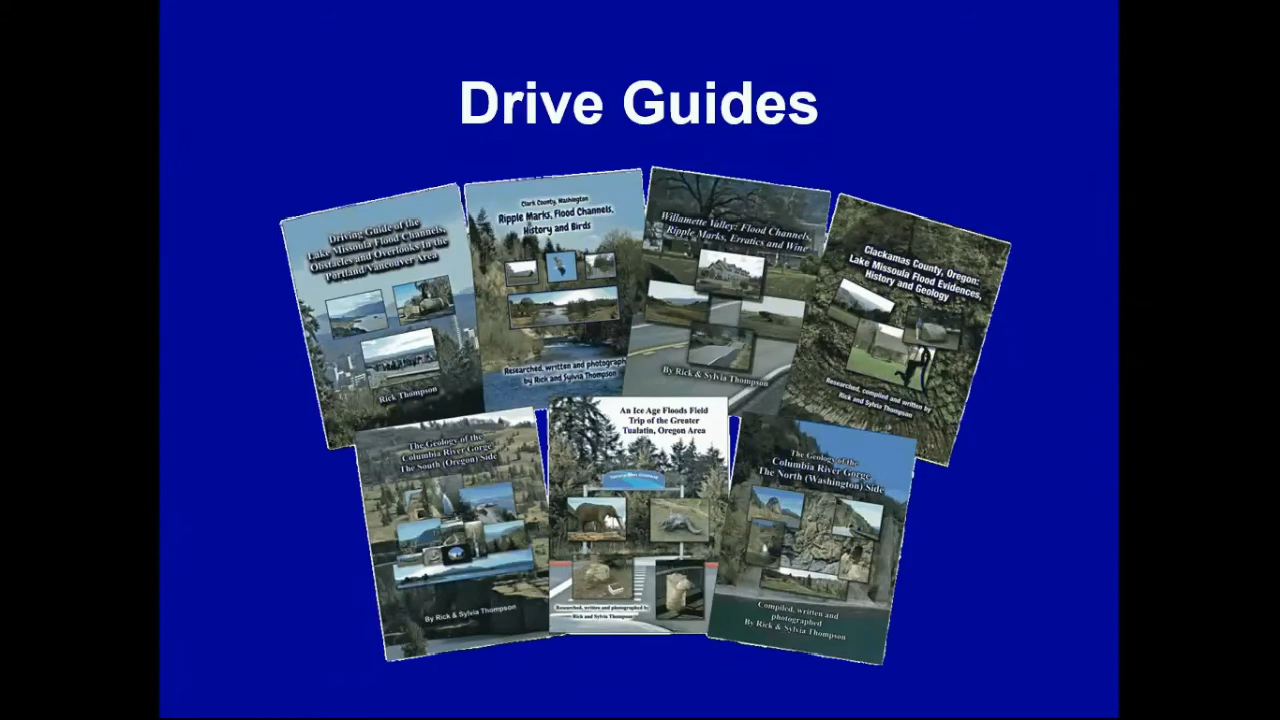 Drive Guides
Driving Guide of the
Lake Missoula Flood Channels,
Obstacles and Overlooks In the
Portland Vancouver Area
Rick Thompson
Clark County, Washington
Ripple Marks, Flood Channels,
History and Birds
Researched, written and photograph
by Rick and Sylvia Thompson
Willamette Valley: Flood Channels,
Ripple Marks, Erratics and Wine
By Rick & Sylvia Thompson
Clackamas County, Oregon:
Lake Missoula Flood Evidences,
History and Geology
Researched, compiled and written by
Rick and Sylvia Thompson
The Geology of the
Columbia River Gorge
The South (Oregon) Side
By Rick & Sylvia Thompson
An Ice Age Floods Field
Trip of the Greater
Tualatin, Oregon Area
Researched, written and photographed by
Rick and Sylvia Thompson
The Geology of the
Columbia River Gorge
The North (Washington) Side
Compiled, written and
photographed
By Rick & Sylvia Thompson